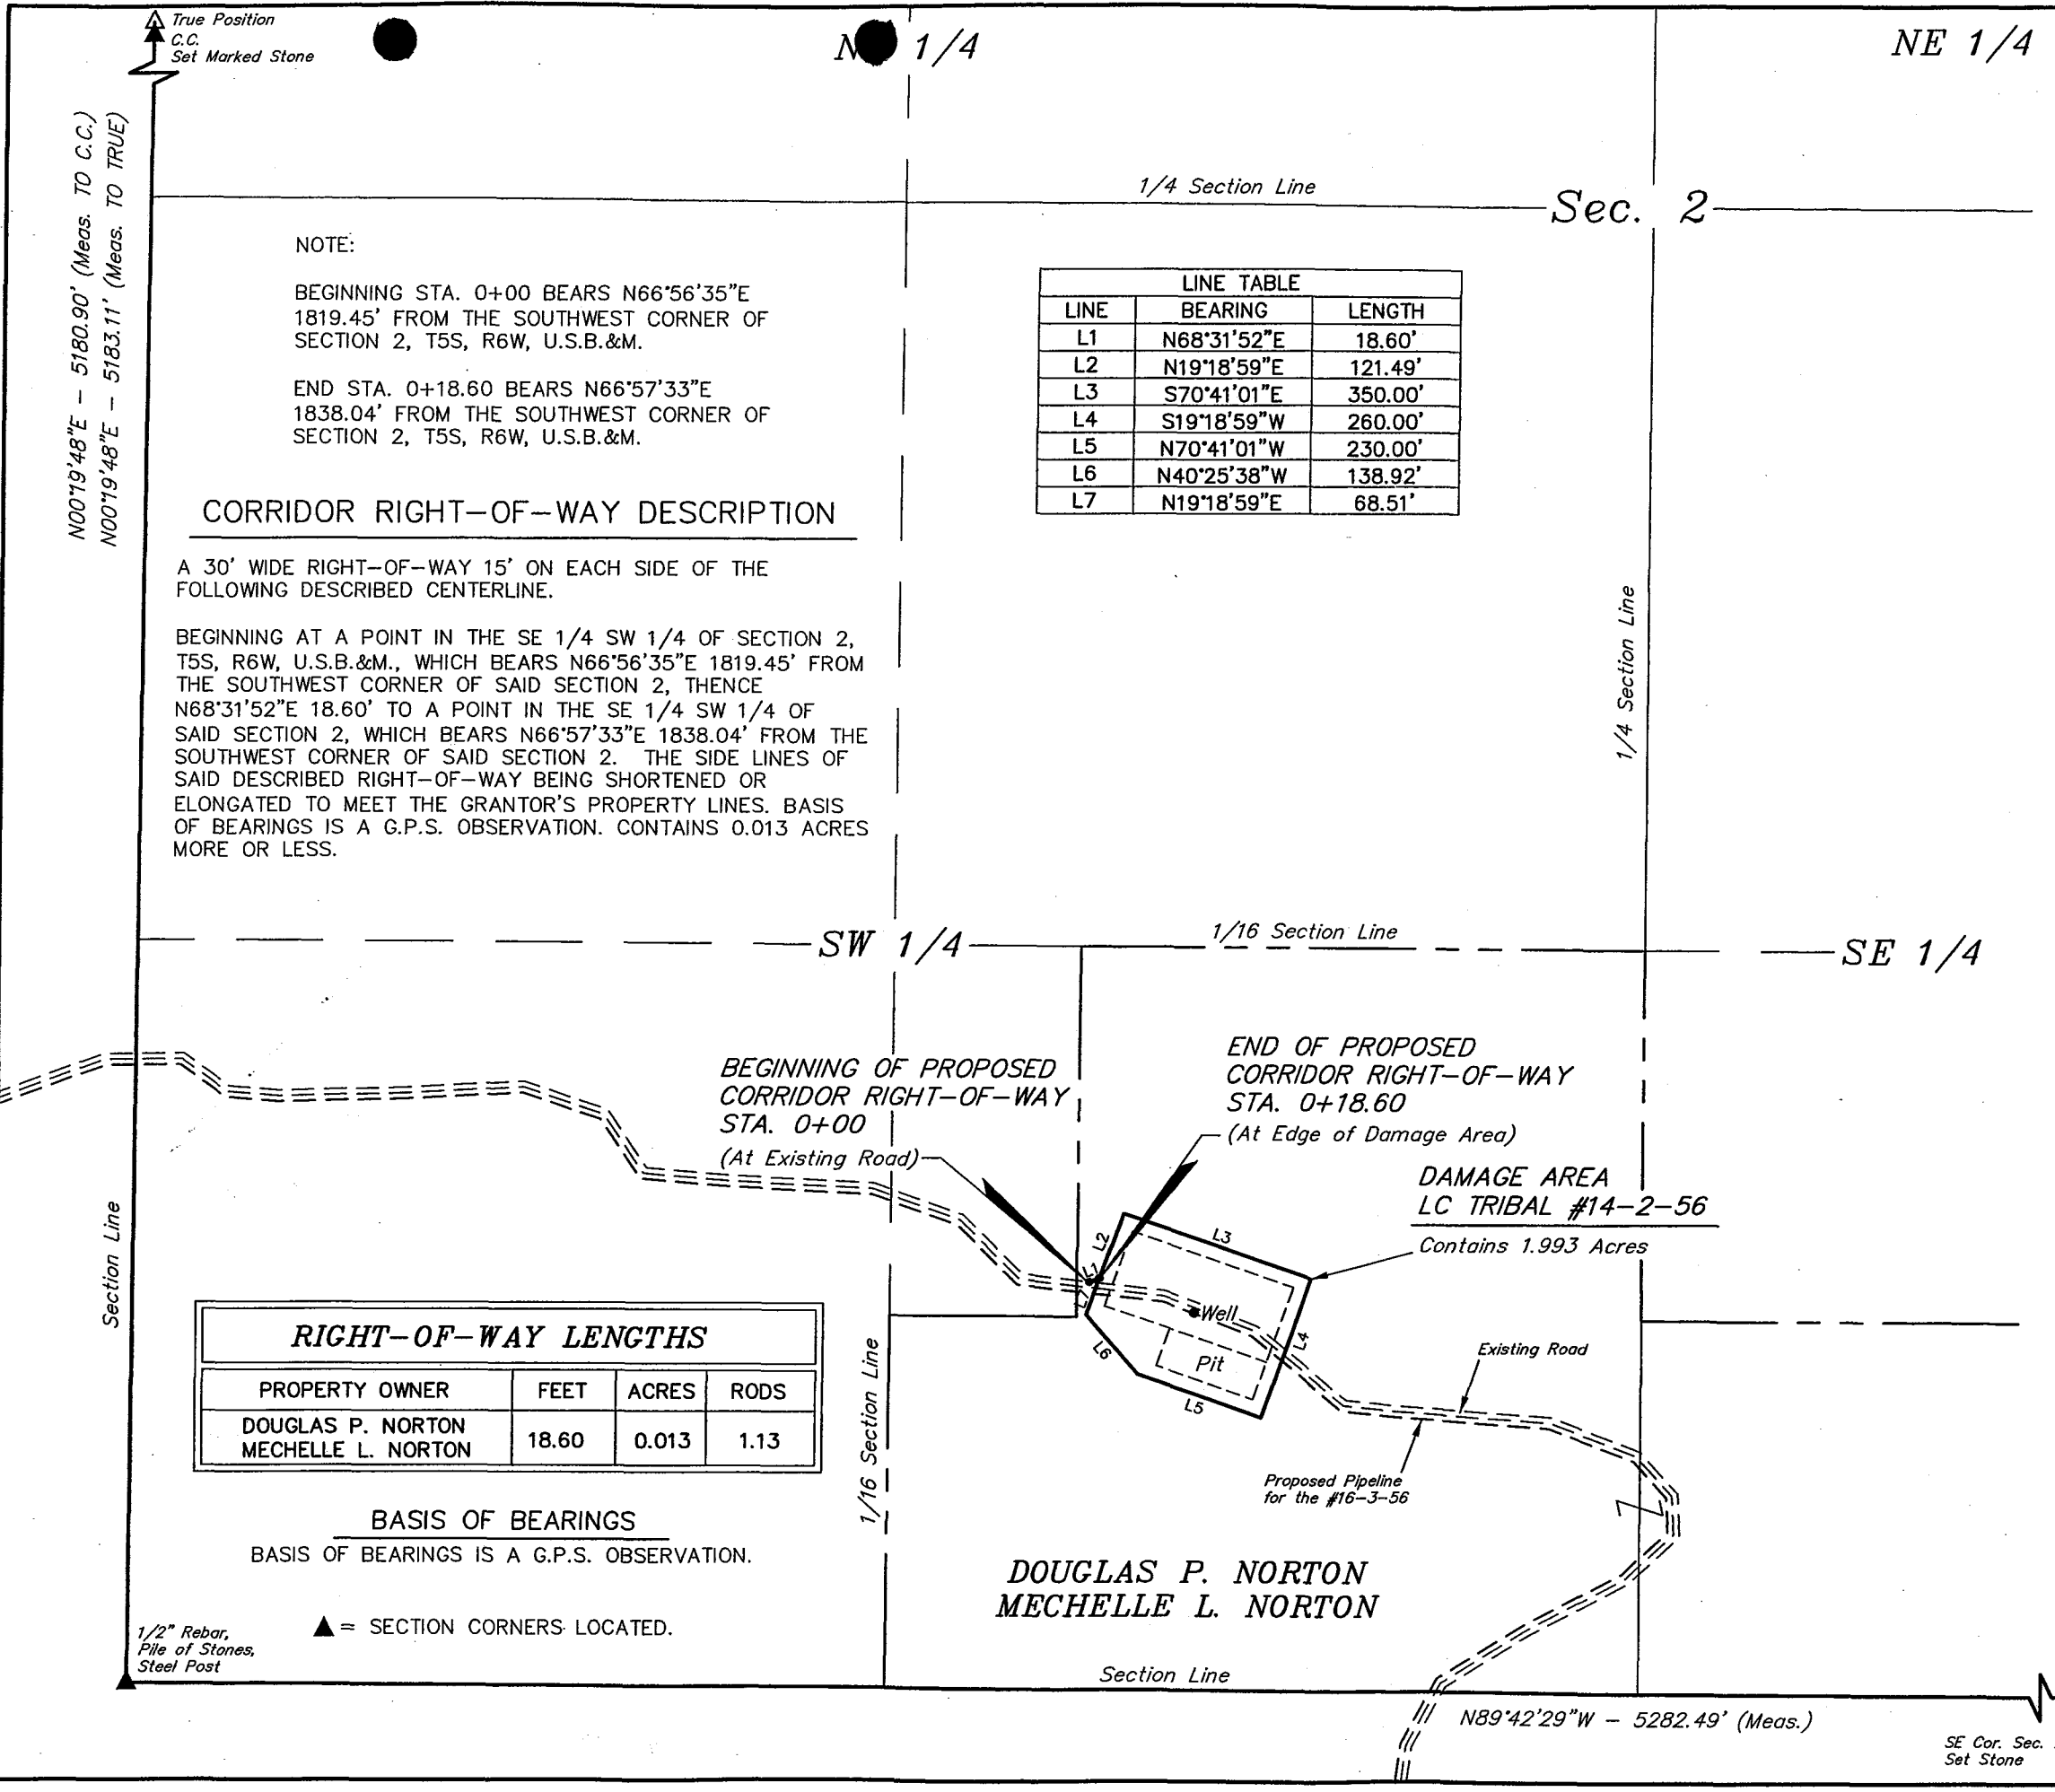 True Position
C.C.
Set Marked Stone
1/4
NE 1/4
N00°19'48"E - 5180.90' (Meas. TO C.C.)
N00°19'48"E - 5183.11' (Meas. TO TRUE)
1/4 Section Line
Sec. 2
NOTE:
BEGINNING STA. 0+00 BEARS N66°56'35"E
1819.45' FROM THE SOUTHWEST CORNER OF
SECTION 2, T5S, R6W, U.S.B.&M.
END STA. 0+18.60 BEARS N66°57'33"E
1838.04' FROM THE SOUTHWEST CORNER OF
SECTION 2, T5S, R6W, U.S.B.&M.
LINE TABLE
LINE BEARING LENGTH
L1 N68°31'52"E 18.60'
L2 N19°18'59"E 121.49'
L3 S70°41'01"E 350.00'
L4 S19°18'59"W 260.00'
L5 N70°41'01"W 230.00'
L6 N40°25'38"W 138.92'
L7 N19°18'59"E 68.51'
CORRIDOR RIGHT-OF-WAY DESCRIPTION
A 30' WIDE RIGHT-OF-WAY 15' ON EACH SIDE OF THE
FOLLOWING DESCRIBED CENTERLINE.
BEGINNING AT A POINT IN THE SE 1/4 SW 1/4 OF SECTION 2,
T5S, R6W, U.S.B.&M., WHICH BEARS N66°56'35"E 1819.45' FROM
THE SOUTHWEST CORNER OF SAID SECTION 2, THENCE
N68°31'52"E 18.60' TO A POINT IN THE SE 1/4 SW 1/4 OF
SAID SECTION 2, WHICH BEARS N66°57'33"E 1838.04' FROM THE
SOUTHWEST CORNER OF SAID SECTION 2. THE SIDE LINES OF
SAID DESCRIBED RIGHT-OF-WAY BEING SHORTENED OR
ELONGATED TO MEET THE GRANTOR'S PROPERTY LINES. BASIS
OF BEARINGS IS A G.P.S. OBSERVATION. CONTAINS 0.013 ACRES
MORE OR LESS.
1/4 Section Line
SW 1/4
1/16 Section Line
SE 1/4
BEGINNING OF PROPOSED
CORRIDOR RIGHT-OF-WAY
STA. 0+00
(At Existing Road)
END OF PROPOSED
CORRIDOR RIGHT-OF-WAY
STA. 0+18.60
(At Edge of Damage Area)
DAMAGE AREA
LC TRIBAL #14-2-56
Contains 1.993 Acres
L2
L3
L1
L7
Well
L4
L6
Pit
L5
Existing Road
Proposed Pipeline
for the #16-3-56
Section Line
RIGHT-OF-WAY LENGTHS
PROPERTY OWNER FEET ACRES RODS
DOUGLAS P. NORTON
MECHELLE L. NORTON 18.60 0.013 1.13
1/16 Section Line
BASIS OF BEARINGS
BASIS OF BEARINGS IS A G.P.S. OBSERVATION.
DOUGLAS P. NORTON
MECHELLE L. NORTON
▲ = SECTION CORNERS LOCATED.
1/2" Rebar,
Pile of Stones,
Steel Post
Section Line
N89°42'29"W - 5282.49' (Meas.)
SE Cor. Sec.
Set Stone